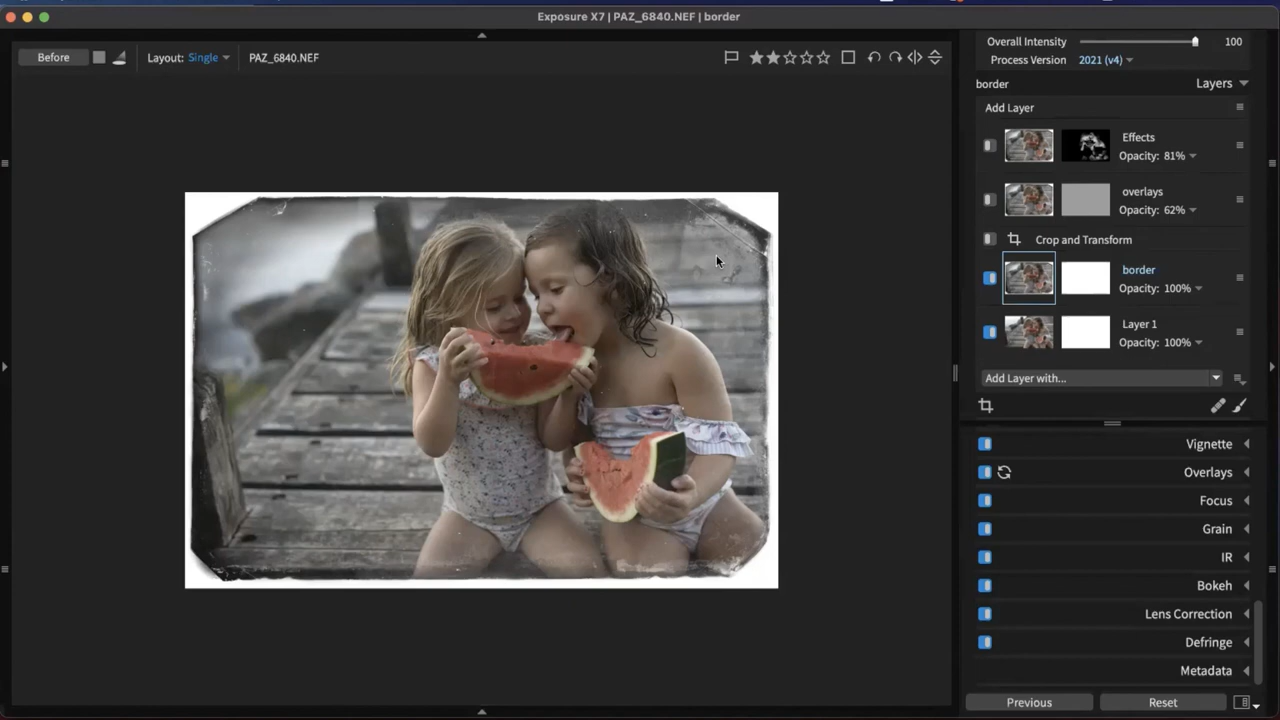 Exposure X7 | PAZ_6840.NEF | border
Before
Layout: Single
PAZ_6840.NEF
Overall Intensity 100
Process Version 2021 (v4)
border Layers
Add Layer
Effects
Opacity: 81%
overlays
Opacity: 62%
Crop and Transform
border
Opacity: 100%
Layer 1
Opacity: 100%
Add Layer with...
Vignette
Overlays
Focus
Grain
IR
Bokeh
Lens Correction
Defringe
Metadata
Previous Reset